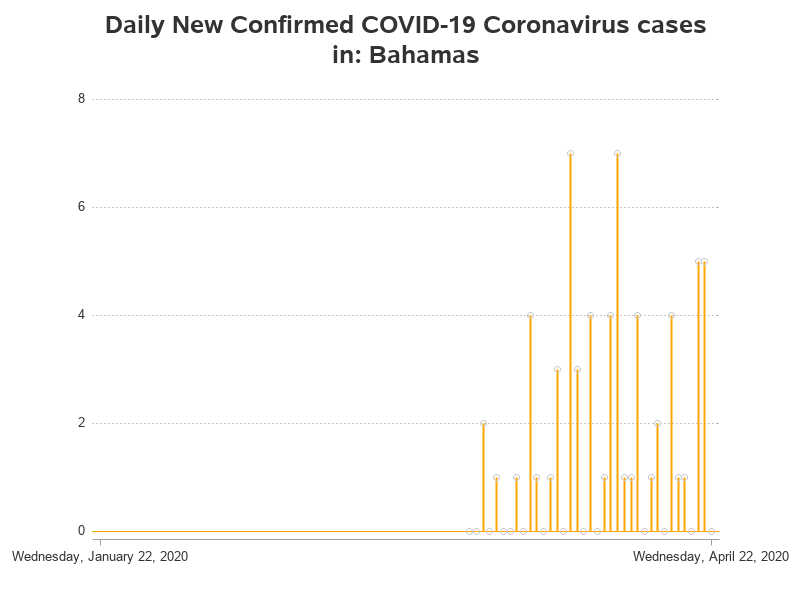 Daily New Confirmed COVID-19 Coronavirus cases
in: Bahamas
8
6
4
2
0
Wednesday, January 22, 2020 Wednesday, April 22, 2020